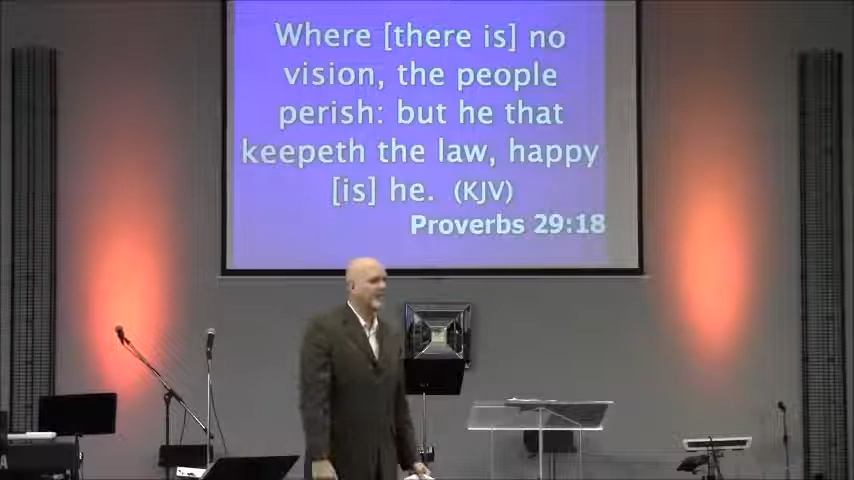 Where [there is] no
vision, the people
perish: but he that
keepeth the law, happy
[is] he. (KJV)
Proverbs 29:18